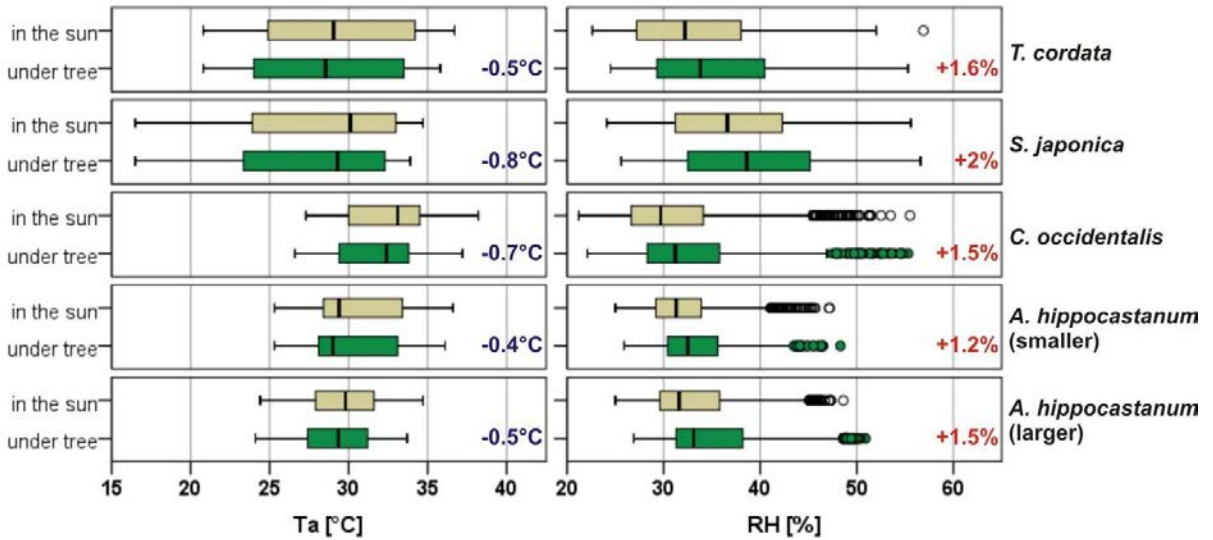 in the sun
under tree
-0.5°C
+1.6%
T. cordata
in the sun
under tree
-0.8°C
+2%
S. japonica
in the sun
under tree
-0.7°C
+1.5%
C. occidentalis
in the sun
under tree
-0.4°C
+1.2%
A. hippocastanum
(smaller)
in the sun
under tree
-0.5°C
+1.5%
A. hippocastanum
(larger)
15 20 25 30 35 40 20 30 40 50 60
Ta [°C] RH [%]